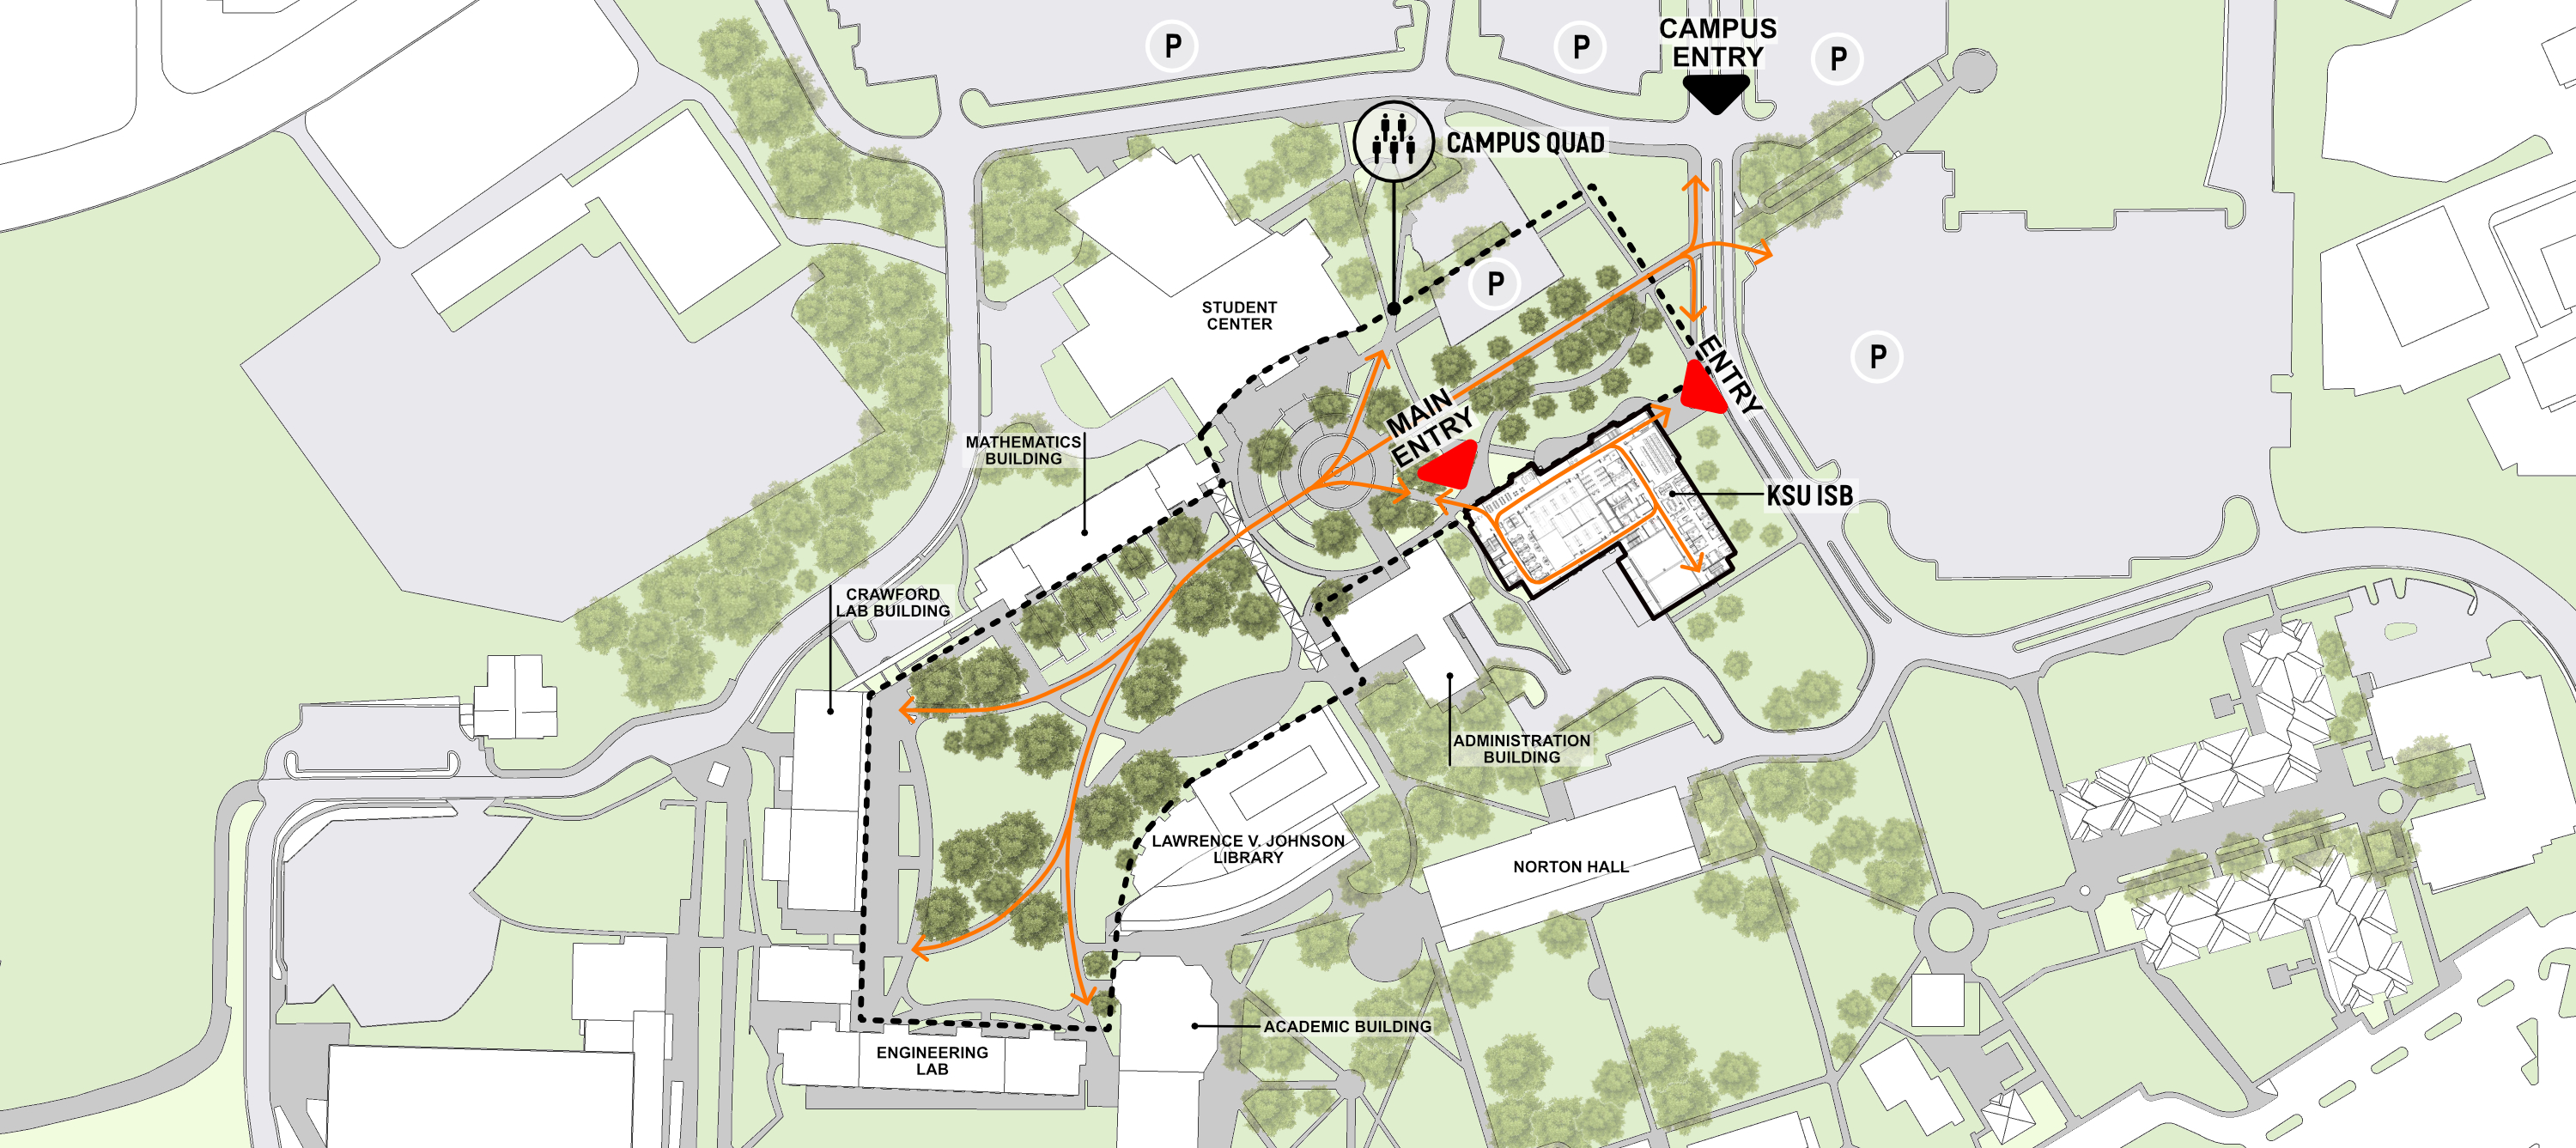 P
P
CAMPUS
ENTRY
P
CAMPUS QUAD
P
STUDENT
CENTER
ENTRY
P
MAIN
ENTRY
MATHEMATICS
BUILDING
KSU ISB
CRAWFORD
LAB BUILDING
ADMINISTRATION
BUILDING
LAWRENCE V. JOHNSON
LIBRARY
NORTON HALL
ACADEMIC BUILDING
ENGINEERING
LAB